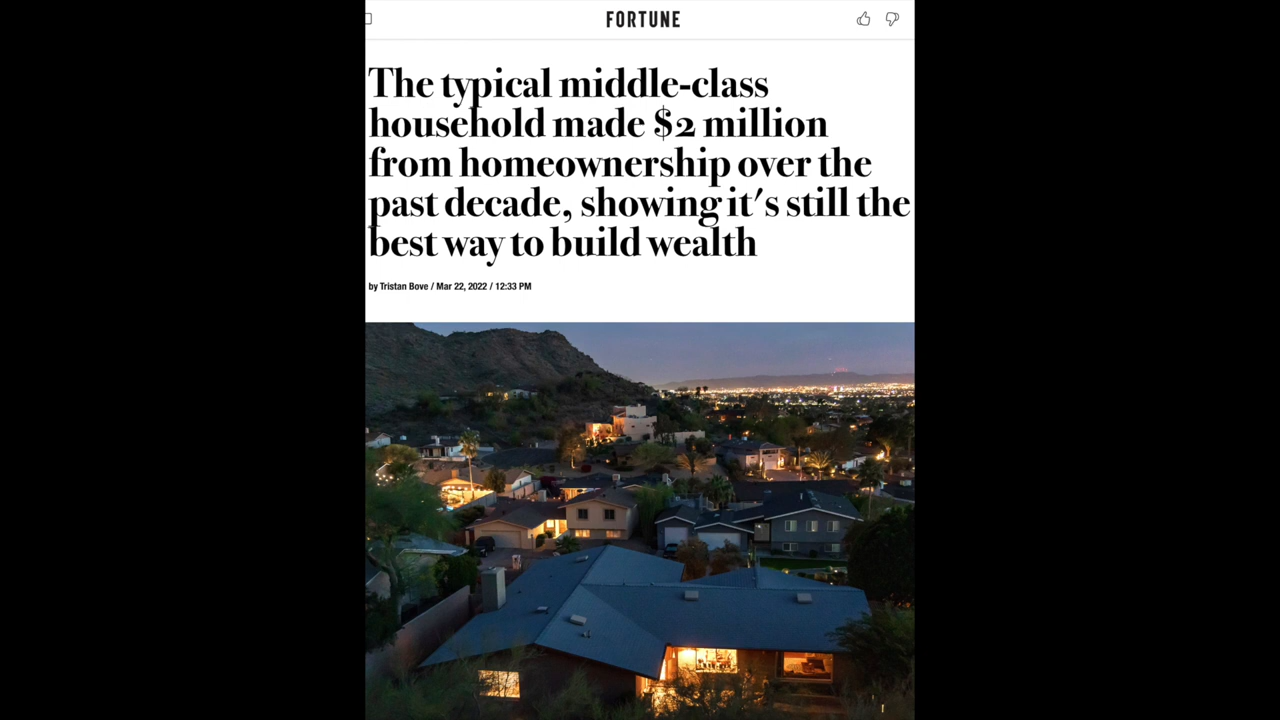 FORTUNE
The typical middle-class
household made $2 million
from homeownership over the
past decade, showing it's still the
best way to build wealth
by Tristan Bove / Mar 22, 2022 / 12:33 PM